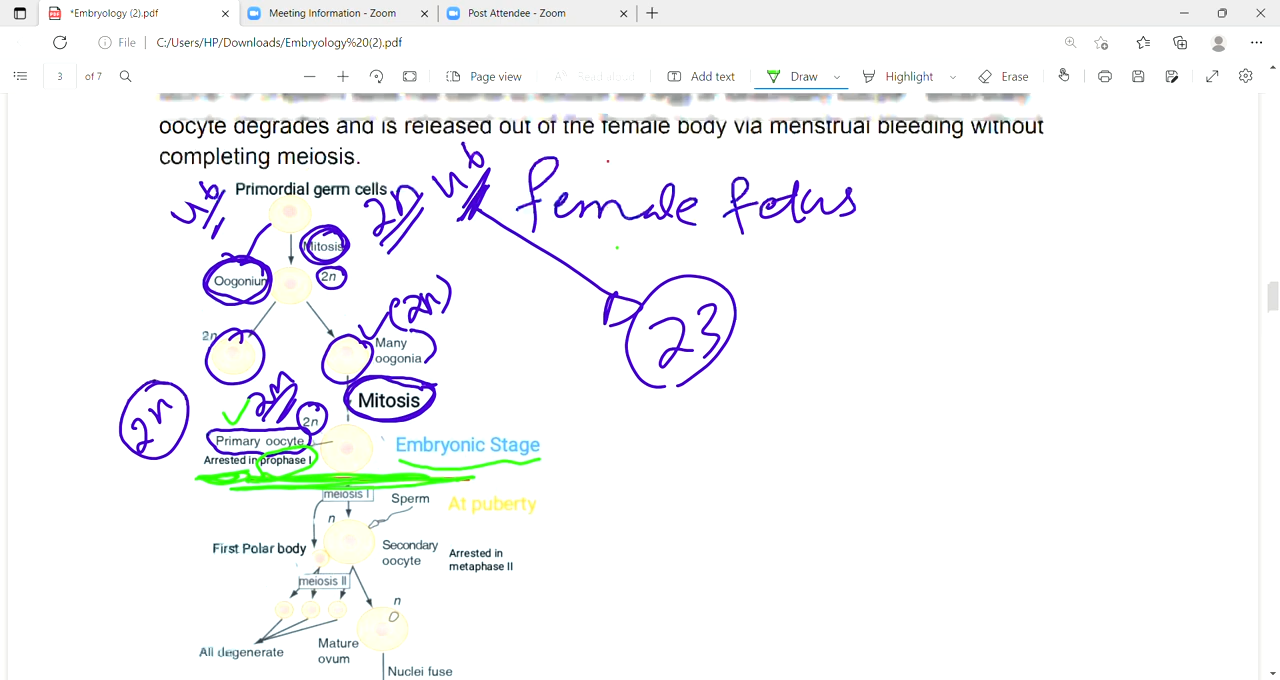 *Embryology (2).pdf
Meeting Information - Zoom
Post Attendee - Zoom
File C:/Users/HP/Downloads/Embryology%20(2).pdf
3 of 7 Page view Read aloud Add text Draw Highlight Erase
oocyte degrades and is released out of the female body via menstrual bleeding without
completing meiosis.
Primordial germ cells
2n
female fetus
Mitosis
Oogonium
2n
(2n)
23
2n
Many
oogonia
Mitosis
2n
2n
2n
Primary oocyte
Arrested in prophase I
Embryonic Stage
meiosis I
Sperm
At puberty
n
First Polar body
Secondary
oocyte
Arrested in
metaphase II
meiosis II
n
All degenerate
Mature
ovum
Nuclei fuse